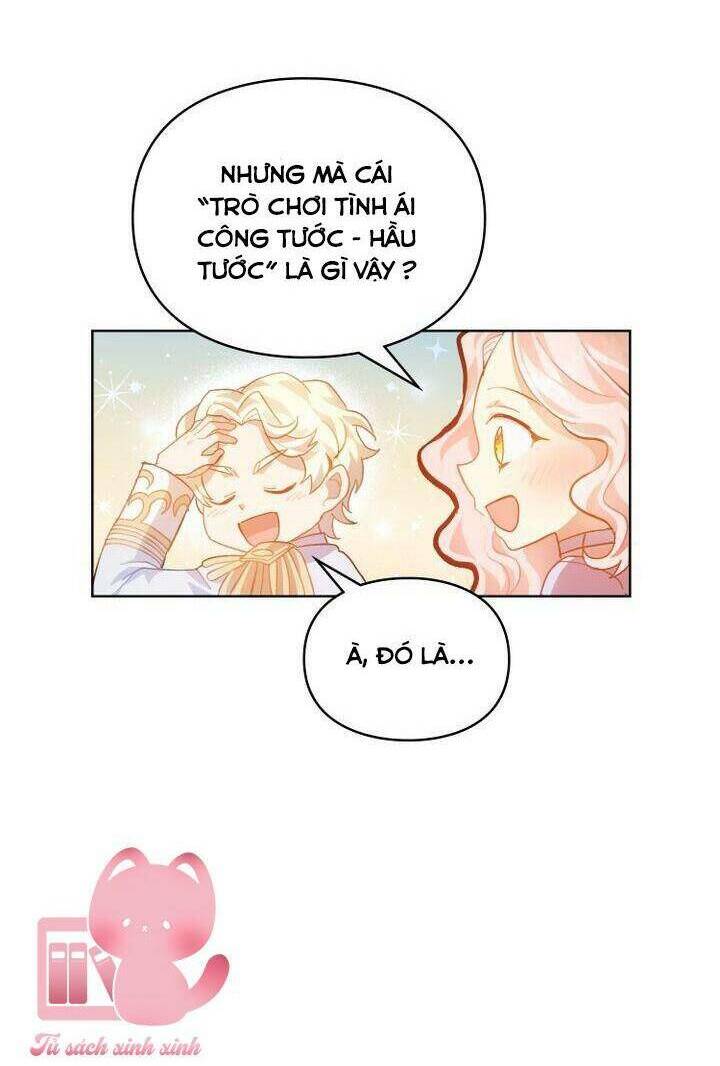 NHƯNG MÀ CÁI
"TRÒ CHƠI TÌNH ÁI
CÔNG TƯỚC - HẦU
TƯỚC" LÀ GÌ VẬY ?
À, ĐÓ LÀ...
Tủ sách xinh xinh